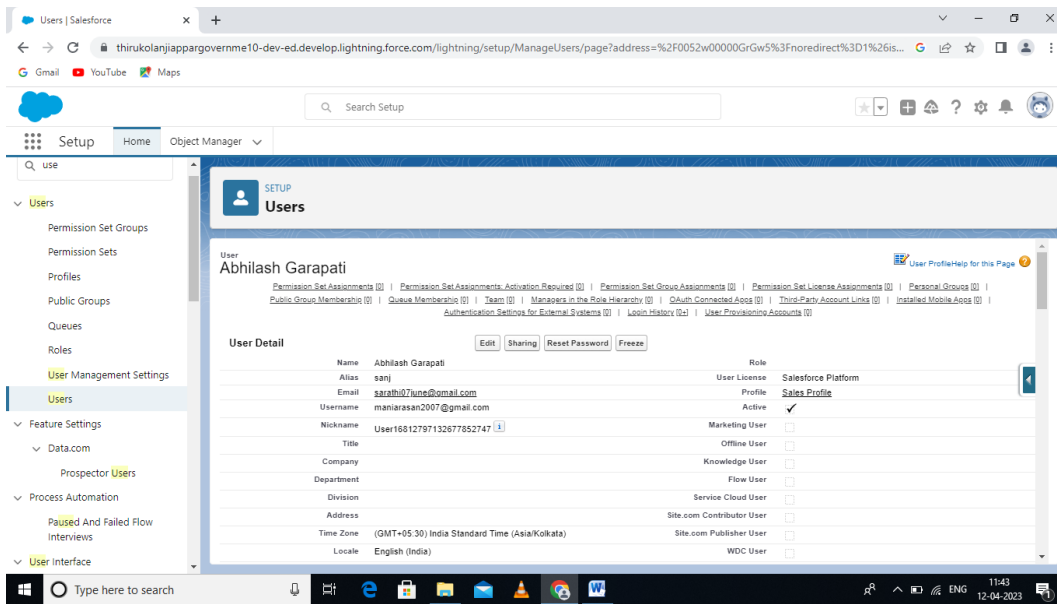 Users | Salesforce
thirukolanjiappargovernme10-dev-ed.develop.lightning.force.com/lightning/setup/ManageUsers/page?address=%2F0052w00000GrGw5%3Fnoredirect%3D1%26is...
Gmail YouTube Maps
Search Setup
Setup Home Object Manager
use
Users
Permission Set Groups
Permission Sets
Profiles
Public Groups
Queues
Roles
User Management Settings
Users
Feature Settings
Data.com
Prospector Users
Process Automation
Paused And Failed Flow
Interviews
User Interface
SETUP
Users
User
Abhilash Garapati
User Profile Help for this Page
Permission Set Assignments [0] | Permission Set Assignments: Activation Required [0] | Permission Set Group Assignments [0] | Permission Set License Assignments [0] | Personal Groups [0] |
Public Group Membership [0] | Queue Membership [0] | Team [0] | Managers in the Role Hierarchy [0] | OAuth Connected Apps [0] | Third-Party Account Links [0] | Installed Mobile Apps [0] |
Authentication Settings for External Systems [0] | Login History [0+] | User Provisioning Accounts [0]
User Detail Edit Sharing Reset Password Freeze
Name Abhilash Garapati Role
Alias sanj User License Salesforce Platform
Email sarathi07june@gmail.com Profile Sales Profile
Username maniarasan2007@gmail.com Active
Nickname User16812797132677852747 i Marketing User
Title Offline User
Company Knowledge User
Department Flow User
Division Service Cloud User
Address Site.com Contributor User
Time Zone (GMT+05:30) India Standard Time (Asia/Kolkata) Site.com Publisher User
Locale English (India) WDC User
Type here to search ENG 11:43
12-04-2023